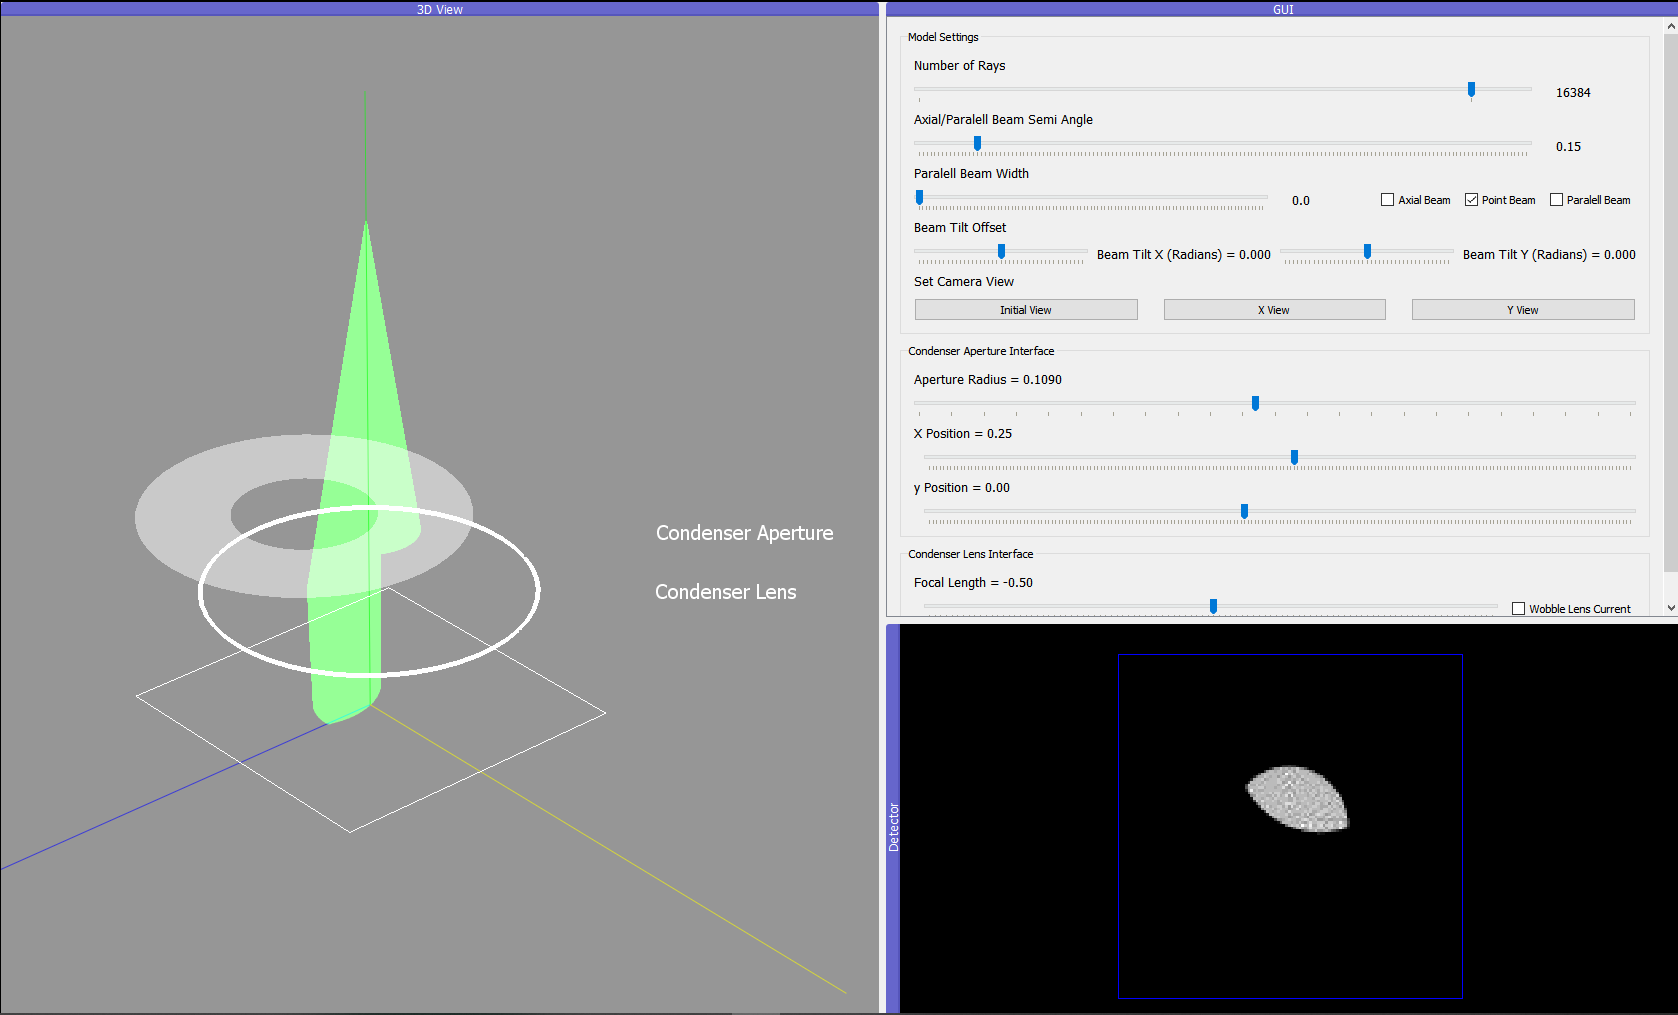 3D View
Condenser Aperture
Condenser Lens
GUI
Model Settings
Number of Rays
16384
Axial/Paralell Beam Semi Angle
0.15
Paralell Beam Width
0.0
Axial Beam
Point Beam
Paralell Beam
Beam Tilt Offset
Beam Tilt X (Radians) = 0.000
Beam Tilt Y (Radians) = 0.000
Set Camera View
Initial View
X View
Y View
Condenser Aperture Interface
Aperture Radius = 0.1090
X Position = 0.25
y Position = 0.00
Condenser Lens Interface
Focal Length = -0.50
Wobble Lens Current
Detector